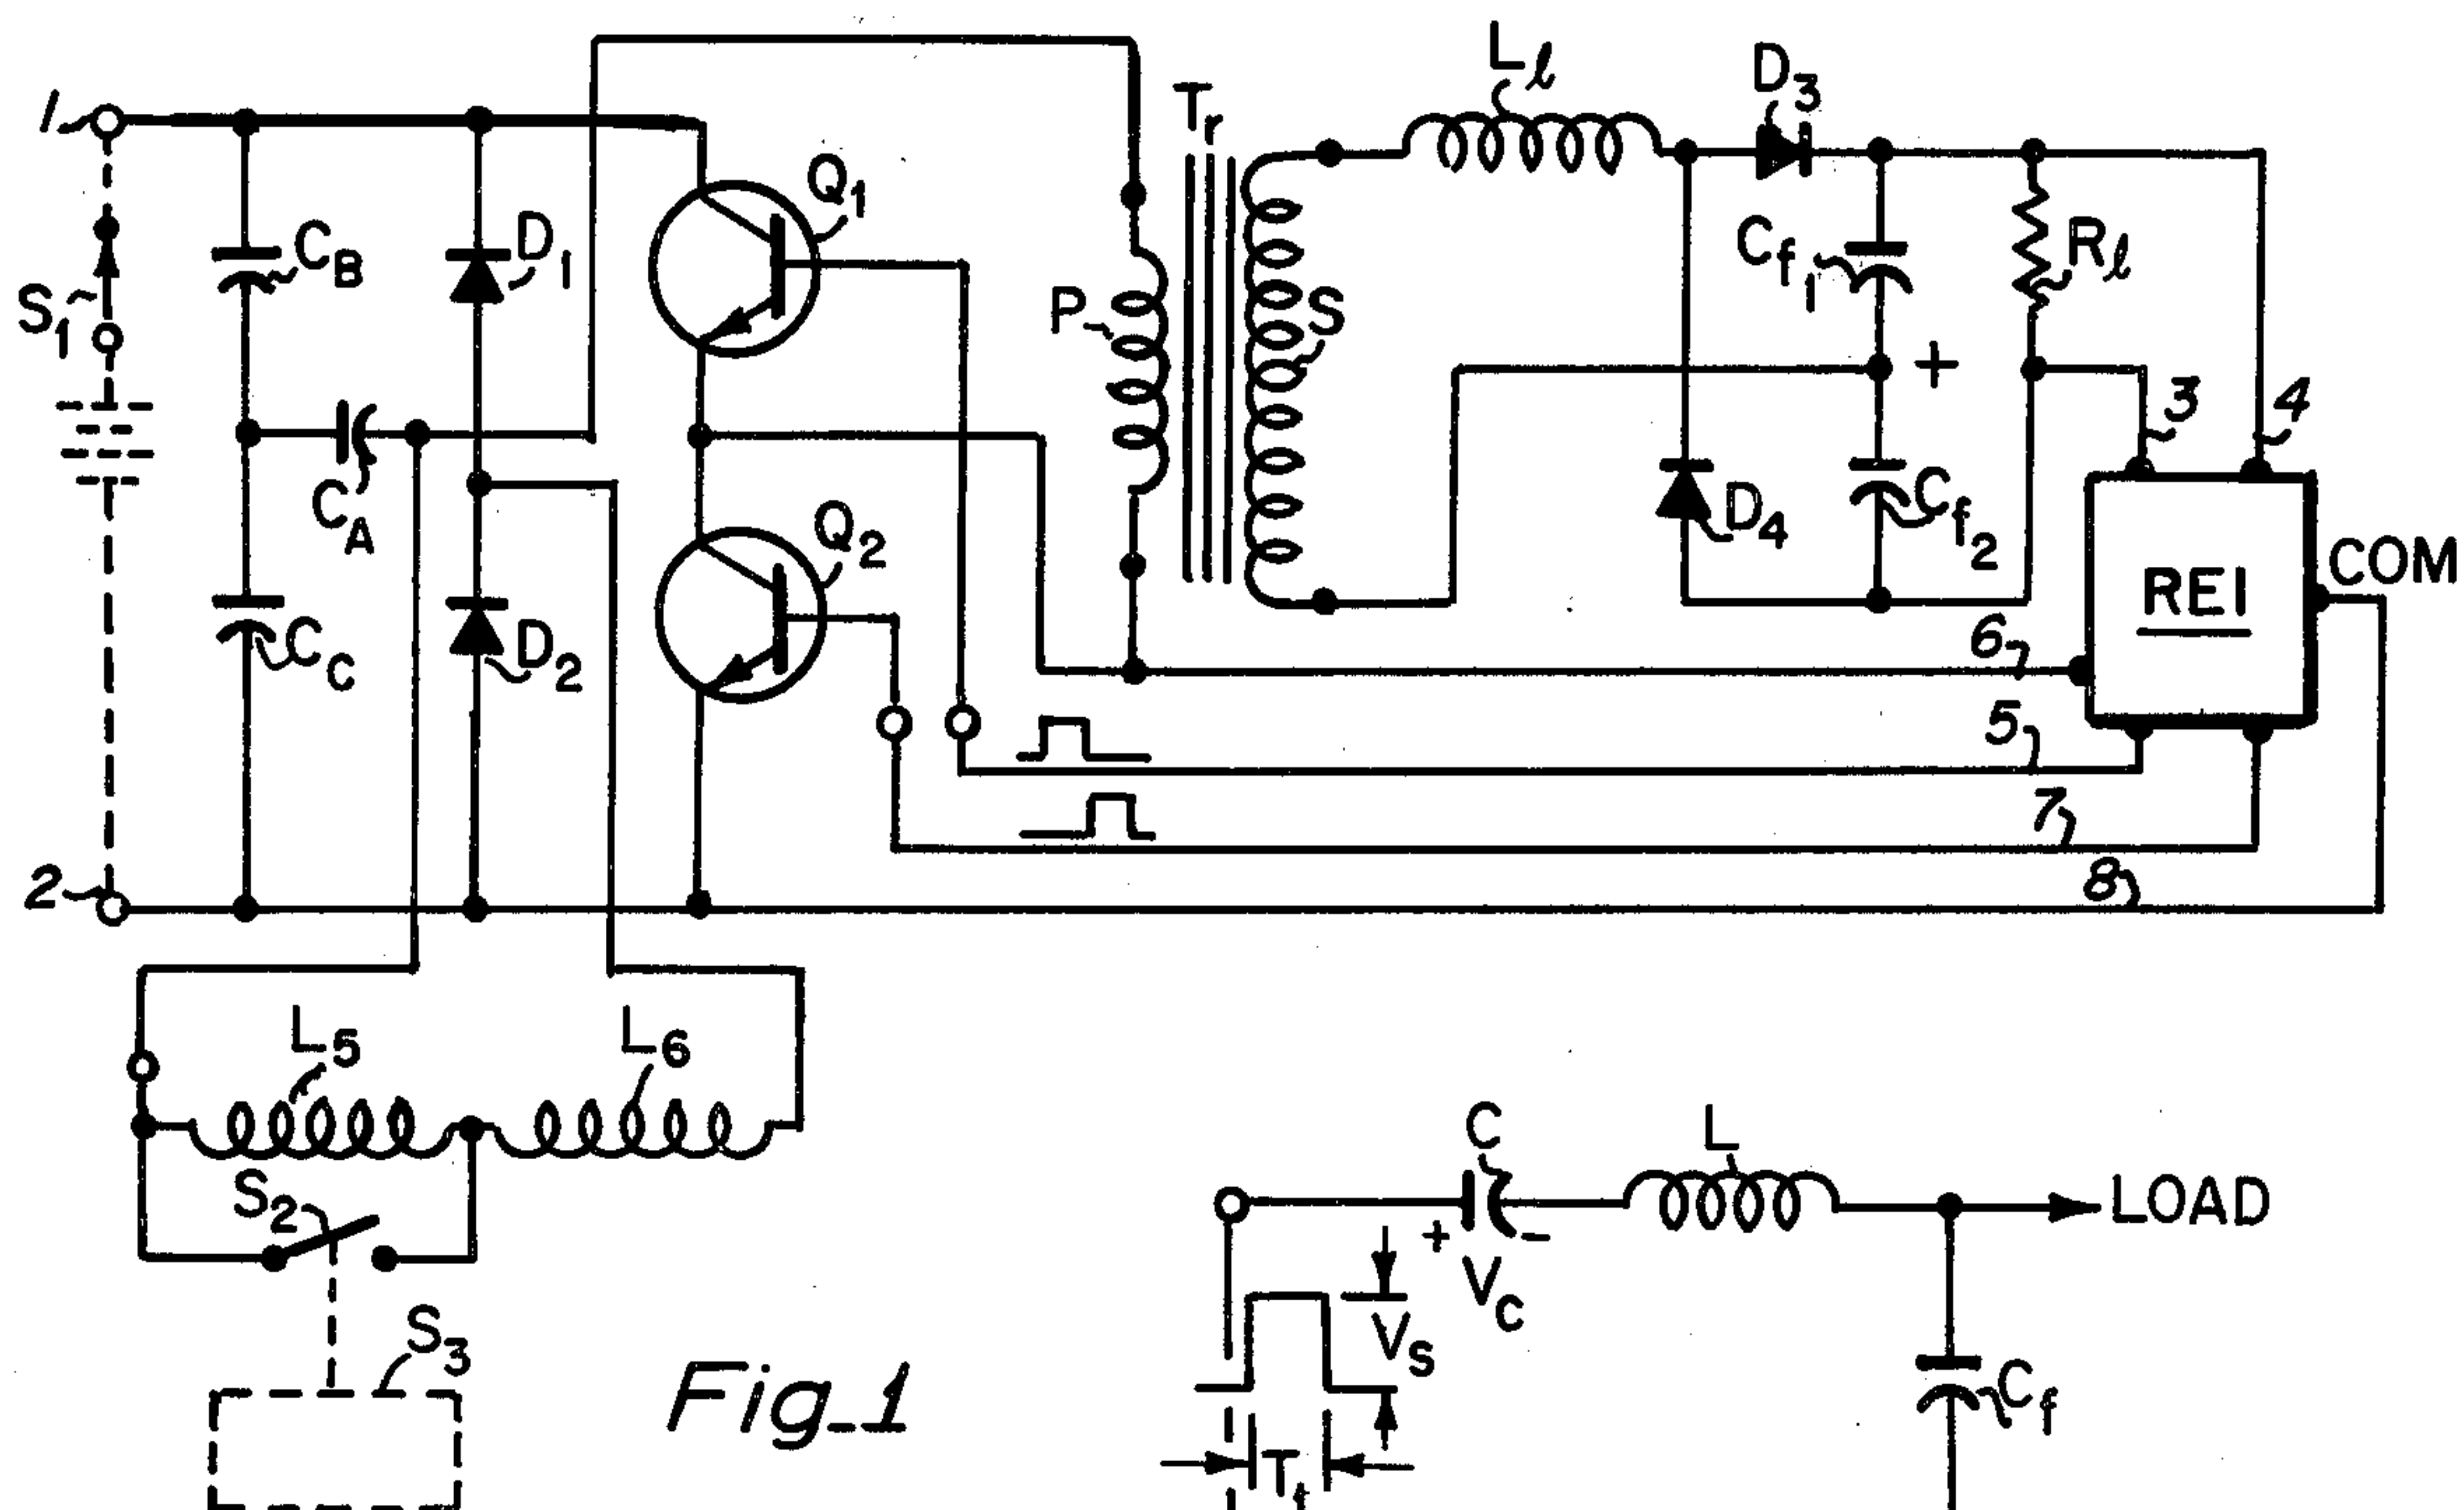 1
S1
CB
D1
CA
CC
D2
2
Q1
Q2
Tr
P
S
Ll
D3
Cf1
Rl
+
D4
Cf2
3
4
REI
COM
6
5
7
8
L5
L6
S2
S3
Fig_1
C
L
LOAD
+
-
VC
VS
Cf